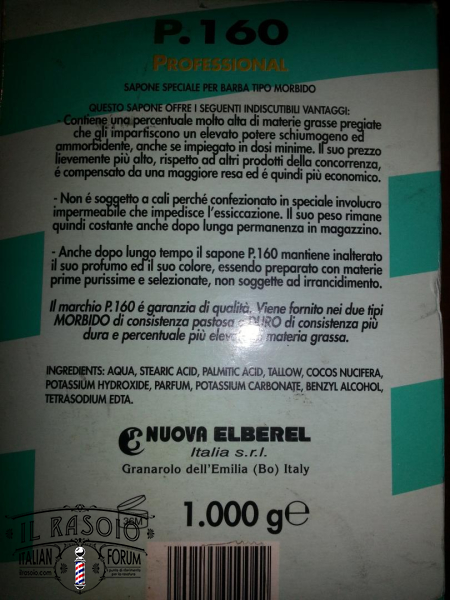 P.160
PROFESSIONAL
SAPONE SPECIALE PER BARBA TIPO MORBIDO
QUESTO SAPONE OFFRE I SEGUENTI INDISCUTIBILI VANTAGGI:
- Contiene una percentuale molto alta di materie grasse pregiate
che gli impartiscono un elevato potere schiumogeno ed
ammorbidente, anche se impiegato in dosi minime. Il suo prezzo
lievemente più alto, rispetto ad altri prodotti della concorrenza,
é compensato da una maggiore resa ed é quindi più economico.
- Non é soggetto a cali perché confezionato in speciale involucro
impermeabile che impedisce l'essiccazione. Il suo peso rimane
quindi costante anche dopo lunga permanenza in magazzino.
- Anche dopo lungo tempo il sapone P.160 mantiene inalterato
il suo profumo ed il suo colore, essendo preparato con materie
prime purissime e selezionate, non soggette ad irrancidimento.
Il marchio P.160 é garanzia di qualità. Viene fornito nei due tipi
MORBIDO di consistenza pastosa e DURO di consistenza più
dura e percentuale più di materia grassa.
INGREDIENTS: AQUA, STEARIC ACID, PALMITIC ACID, TALLOW, COCOS NUCIFERA,
POTASSIUM HYDROXIDE, PARFUM, POTASSIUM CARBONATE, BENZYL ALCOHOL,
TETRASODIUM EDTA.
NUOVA ELBEREL
Italia s.r.l.
Granarolo dell'Emilia (Bo) Italy
36M
1.000 g e
IL RASOIO
ITALIAN FORUM
ilrasoio.com